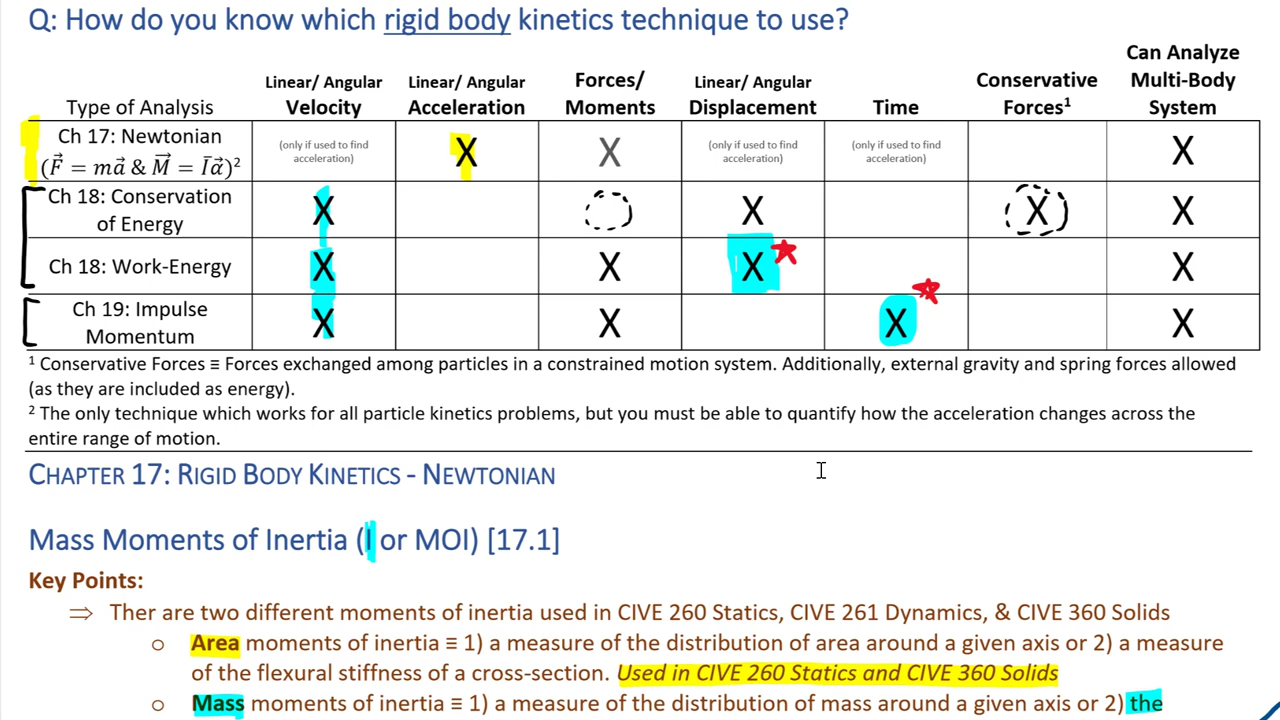 Q: How do you know which rigid body kinetics technique to use?
Type of Analysis Linear/ Angular Velocity Linear/ Angular Acceleration Forces/ Moments Linear/ Angular Displacement Time Conservative Forces¹ Can Analyze Multi-Body System
Ch 17: Newtonian (only if used to find acceleration) X X (only if used to find acceleration) (only if used to find acceleration) X
(F⃗ = ma⃗ & M⃗ = Īα⃗)²
Ch 18: Conservation of Energy X X X X
Ch 18: Work-Energy X X X X
Ch 19: Impulse Momentum X X X X
¹ Conservative Forces ≡ Forces exchanged among particles in a constrained motion system. Additionally, external gravity and spring forces allowed
(as they are included as energy).
² The only technique which works for all particle kinetics problems, but you must be able to quantify how the acceleration changes across the
entire range of motion.
CHAPTER 17: RIGID BODY KINETICS - NEWTONIAN
Mass Moments of Inertia (I or MOI) [17.1]
Key Points:
⇒ Ther are two different moments of inertia used in CIVE 260 Statics, CIVE 261 Dynamics, & CIVE 360 Solids
o Area moments of inertia ≡ 1) a measure of the distribution of area around a given axis or 2) a measure
of the flexural stiffness of a cross-section. Used in CIVE 260 Statics and CIVE 360 Solids
o Mass moments of inertia ≡ 1) a measure of the distribution of mass around a given axis or 2) the